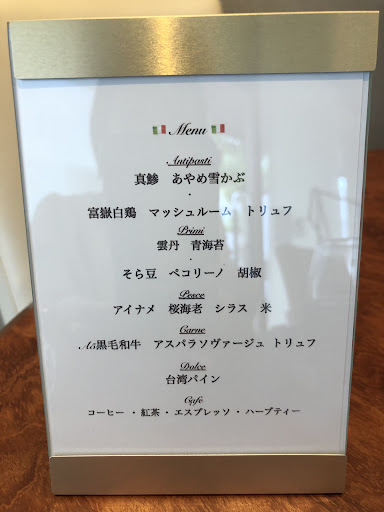 🇮🇹 Menu 🇮🇹
Antipasti
真鯵 あやめ雪かぶ
・
富嶽白鶏 マッシュルーム トリュフ
Primi
雲丹 青海苔
・
そら豆 ペコリーノ 胡椒
Pesce
アイナメ 桜海老 シラス 米
Carne
A5黒毛和牛 アスパラソヴァージュ トリュフ
Dolce
台湾パイン
Café
コーヒー ・ 紅茶 ・ エスプレッソ ・ ハーブティー